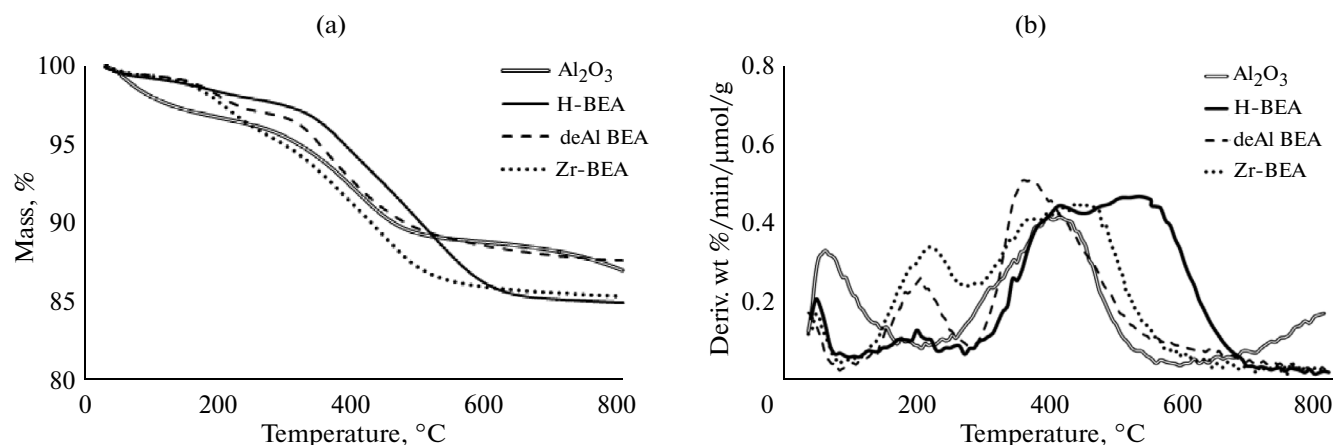 (a)
100
95
90
85
80
Mass, %
0
200
400
600
800
Temperature, °C
Al₂O₃
H-BEA
deAl BEA
Zr-BEA
(b)
0.8
0.6
0.4
0.2
Deriv. wt %/min/μmol/g
0
200
400
600
800
Temperature, °C
Al₂O₃
H-BEA
deAl BEA
Zr-BEA